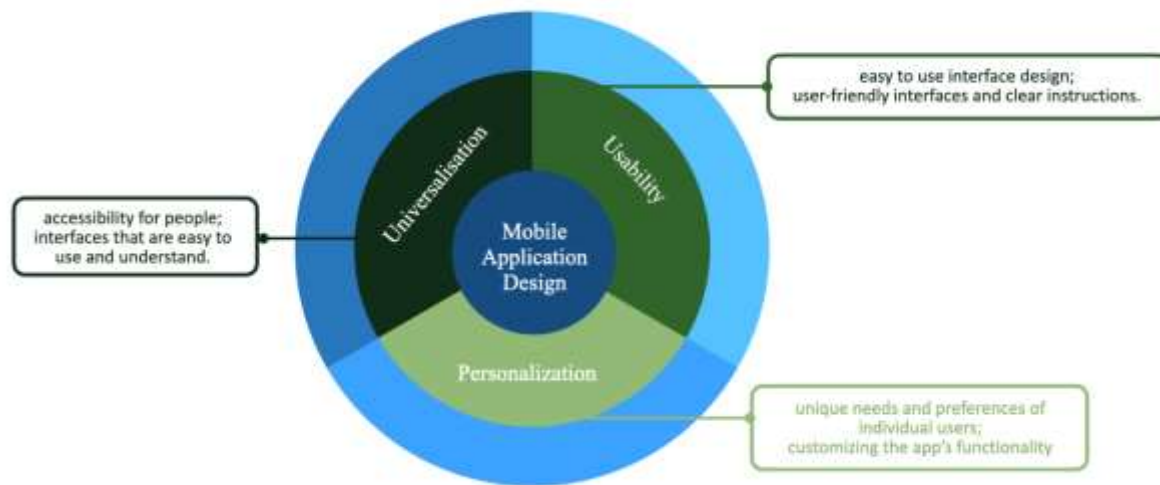 easy to use interface design;
user-friendly interfaces and clear instructions.
Universalisation
Usability
accessibility for people;
interfaces that are easy to
use and understand.
Mobile
Application
Design
Personalization
unique needs and preferences of
individual users;
customizing the app's functionality